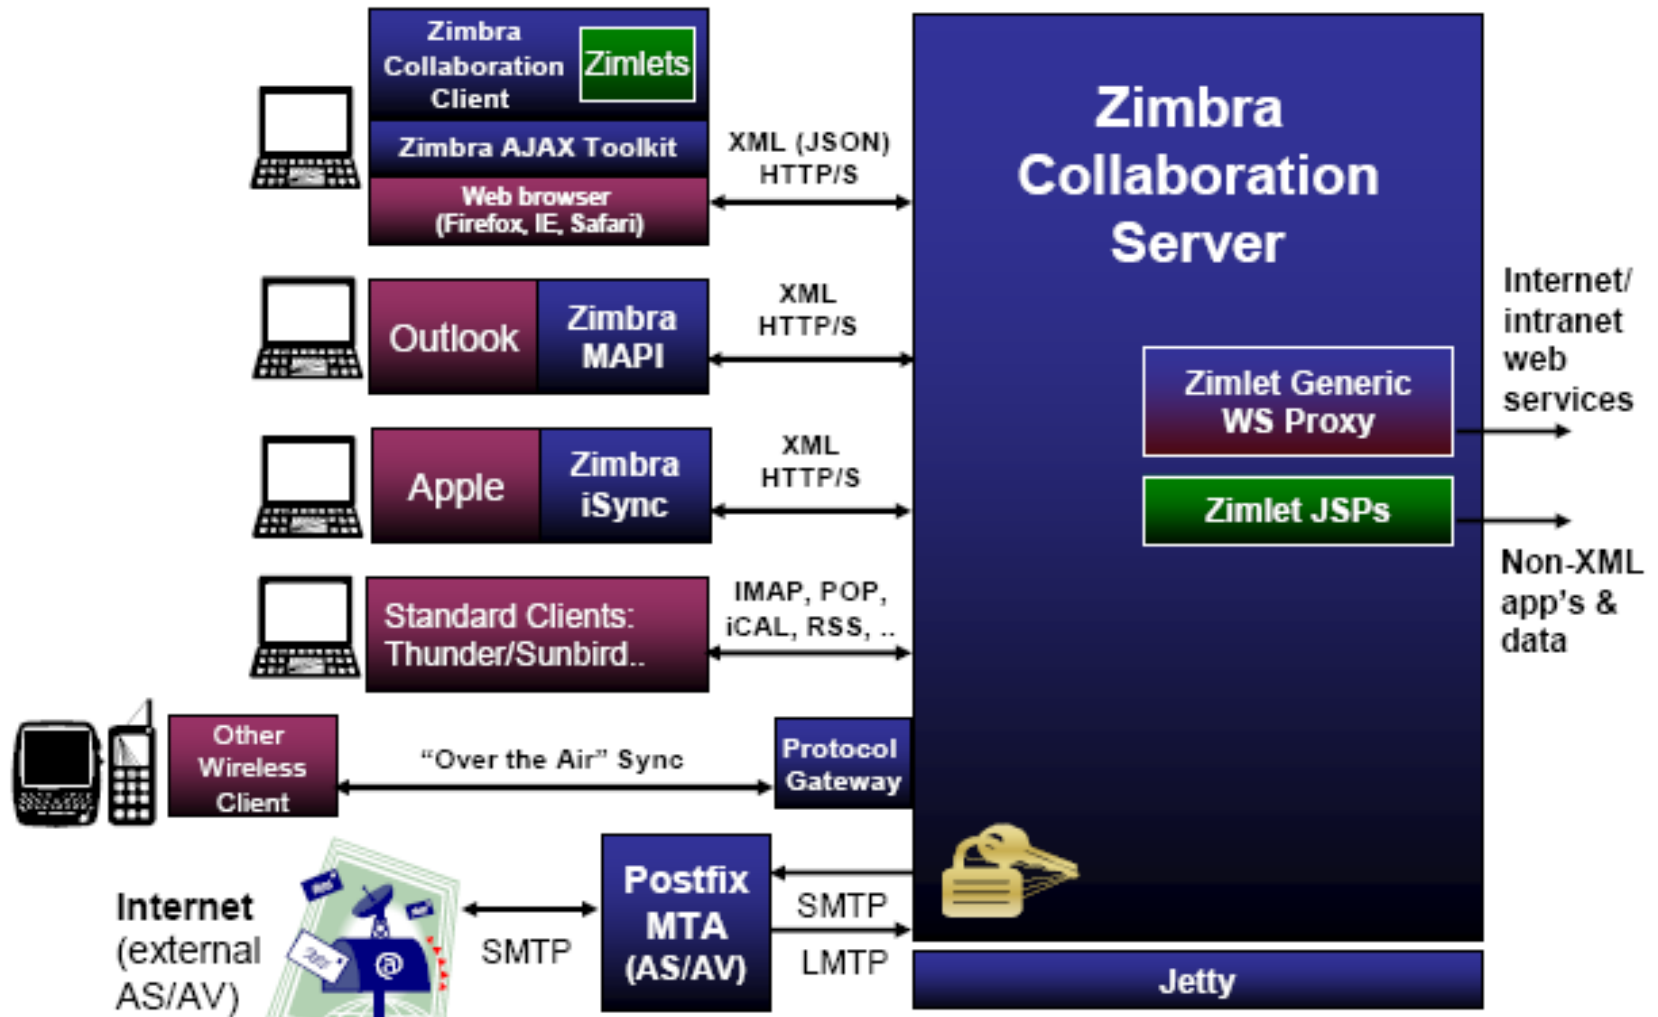 Zimbra
Collaboration
Client
Zimlets
Zimbra AJAX Toolkit
Web browser
(Firefox, IE, Safari)
XML (JSON)
HTTP/S
Zimbra
Collaboration
Server
Outlook
Zimbra
MAPI
XML
HTTP/S
Internet/
intranet
web
services
Zimlet Generic
WS Proxy
Apple
Zimbra
iSync
XML
HTTP/S
Zimlet JSPs
Non-XML
app's &
data
Standard Clients:
Thunder/Sunbird..
IMAP, POP,
iCAL, RSS, ..
Other
Wireless
Client
“Over the Air” Sync
Protocol
Gateway
Internet
(external
AS/AV)
@
SMTP
Postfix
MTA
(AS/AV)
SMTP
LMTP
Jetty